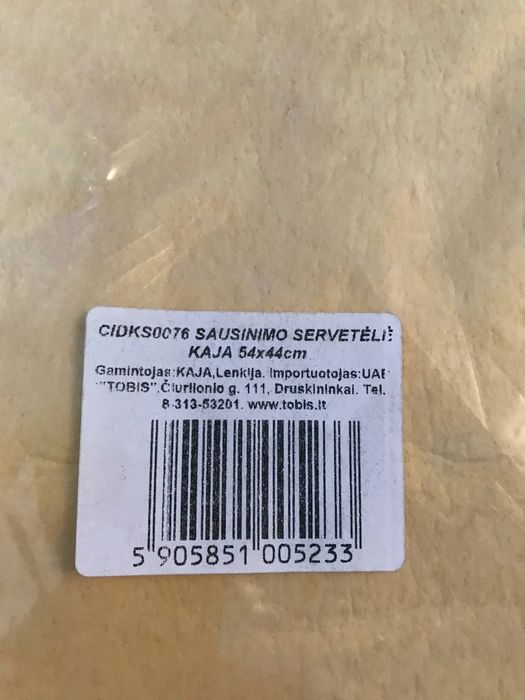 CIDKS0076 SAUSINIMO SERVETĖLIĖ
KAJA 54x44cm
Gamintojas:KAJA,Lenkija. Importuotojas:UAB
"TOBIS",Čiurlionio g. 111, Druskininkai. Tel.
8-313-53201. www.tobis.lt
5 905851 005233